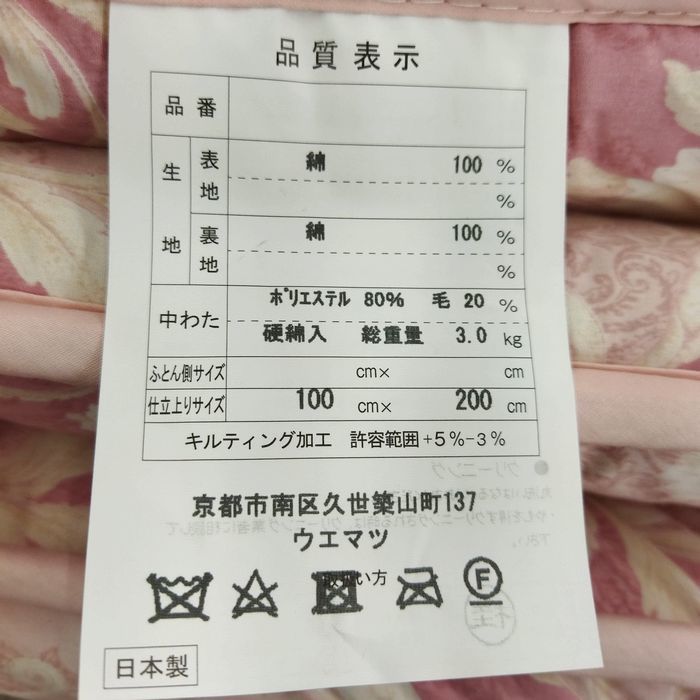 品質表示
品番
生地 表地 綿 100 %
%
裏地 綿 100 %
%
中わた ポリエステル 80% 毛 20 %
硬綿入 総重量 3.0 kg
ふとん側サイズ cm× cm
仕立上りサイズ 100 cm× 200 cm
キルティング加工 許容範囲+5%-3%
京都市南区久世築山町137
ウエマツ
取扱い方
F
日本製